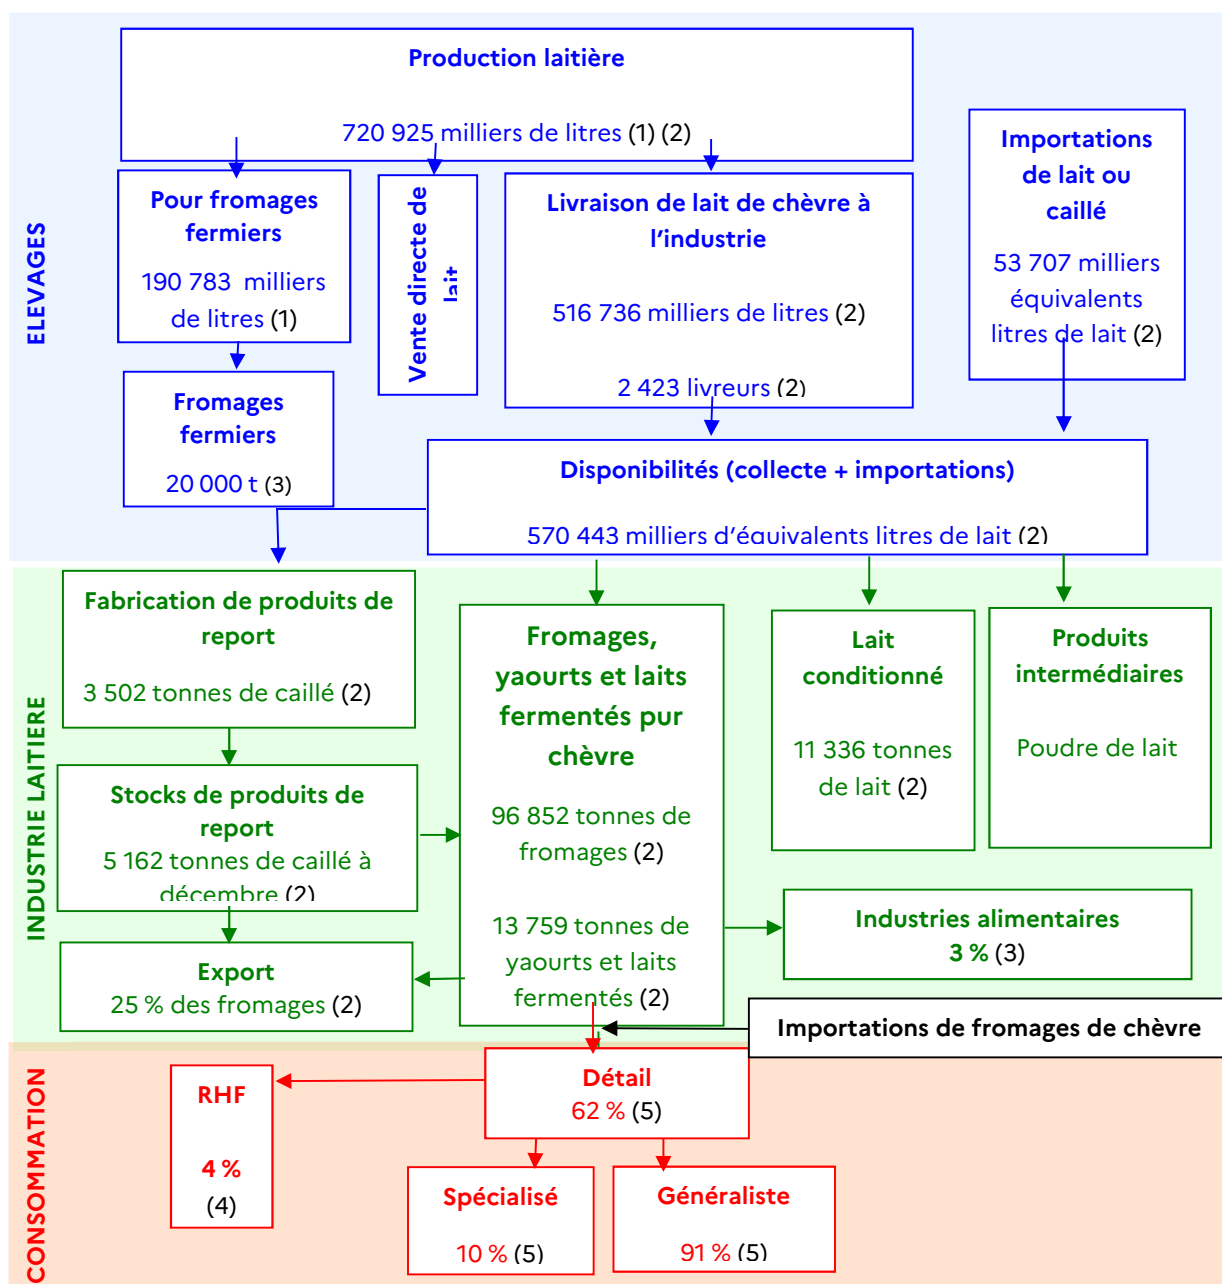 ELEVAGES
Production laitière
720 925 milliers de litres (1) (2)
Importations
de lait ou
caillé
53 707 milliers
équivalents
litres de lait (2)
Pour fromages
fermiers
190 783 milliers
de litres (1)
Vente directe de
lait
Livraison de lait de chèvre à
l'industrie
516 736 milliers de litres (2)
2 423 livreurs (2)
Fromages
fermiers
20 000 t (3)
Disponibilités (collecte + importations)
570 443 milliers d'équivalents litres de lait (2)
INDUSTRIE LAITIERE
Fabrication de produits de
report
3 502 tonnes de caillé (2)
Fromages,
yaourts et laits
fermentés pur
chèvre
96 852 tonnes de
fromages (2)
13 759 tonnes de
yaourts et laits
fermentés (2)
Lait
conditionné
11 336 tonnes
de lait (2)
Produits
intermédiaires
Poudre de lait
Stocks de produits de
report
5 162 tonnes de caillé à
décembre (2)
Industries alimentaires
3 % (3)
Export
25 % des fromages (2)
Importations de fromages de chèvre
CONSOMMATION
RHF
4 %
(4)
Détail
62 % (5)
Spécialisé
10 % (5)
Généraliste
91 % (5)